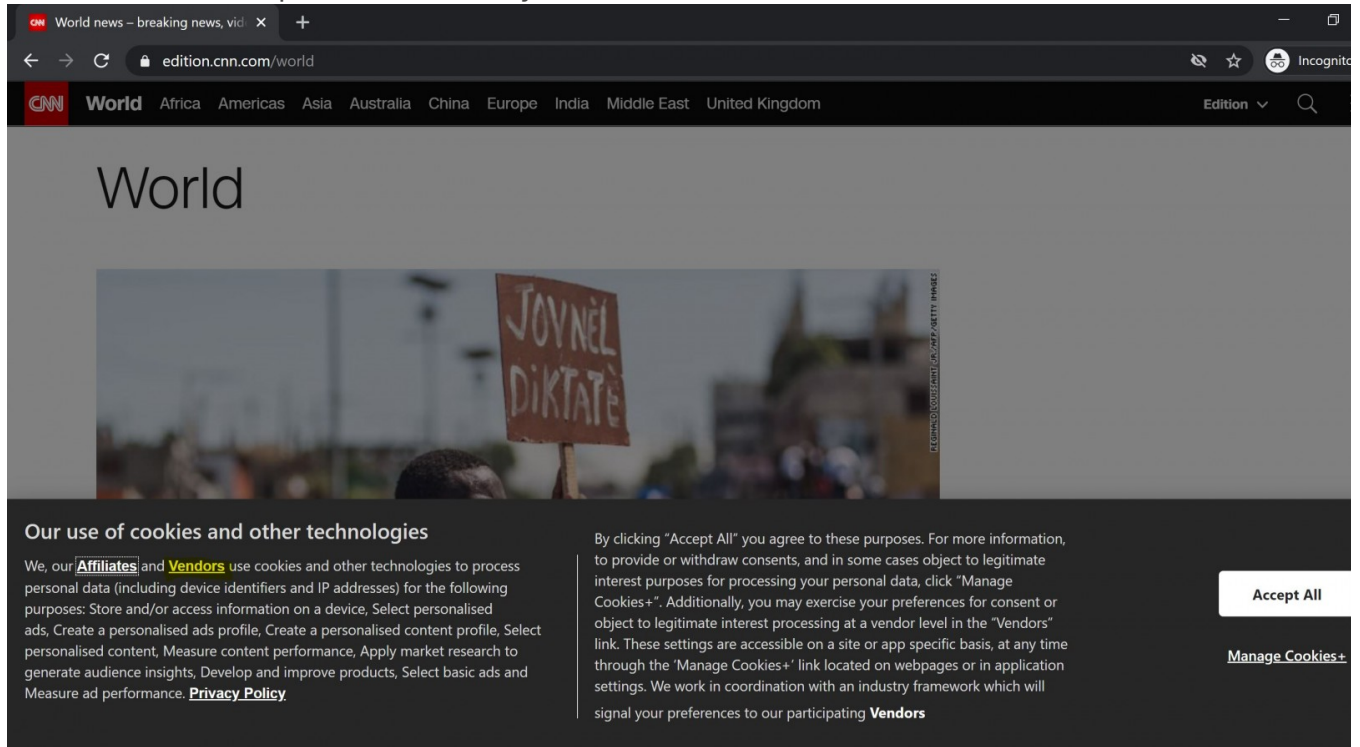 World news – breaking news, vid
edition.cnn.com/world
Incognito
CNN World Africa Americas Asia Australia China Europe India Middle East United Kingdom Edition
World
JOVNÈL
DiKTATÈ
REGINALD LOUISSAINT JR./AFP/GETTY IMAGES
Our use of cookies and other technologies
We, our Affiliates and Vendors use cookies and other technologies to process
personal data (including device identifiers and IP addresses) for the following
purposes: Store and/or access information on a device, Select personalised
ads, Create a personalised ads profile, Create a personalised content profile, Select
personalised content, Measure content performance, Apply market research to
generate audience insights, Develop and improve products, Select basic ads and
Measure ad performance. Privacy Policy
By clicking “Accept All” you agree to these purposes. For more information,
to provide or withdraw consents, and in some cases object to legitimate
interest purposes for processing your personal data, click “Manage
Cookies+”. Additionally, you may exercise your preferences for consent or
object to legitimate interest processing at a vendor level in the “Vendors”
link. These settings are accessible on a site or app specific basis, at any time
through the ‘Manage Cookies+’ link located on webpages or in application
settings. We work in coordination with an industry framework which will
signal your preferences to our participating Vendors
Accept All
Manage Cookies+